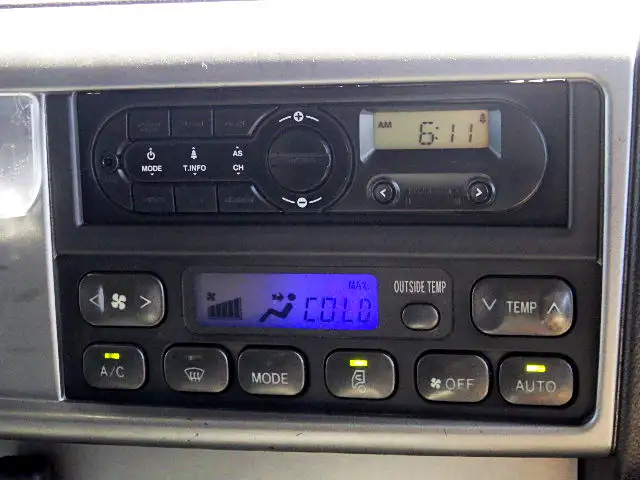 AM 6:11
MODE T.INFO AS CH
MAX.
COLD
OUTSIDE TEMP
TEMP
A/C
MODE
OFF
AUTO